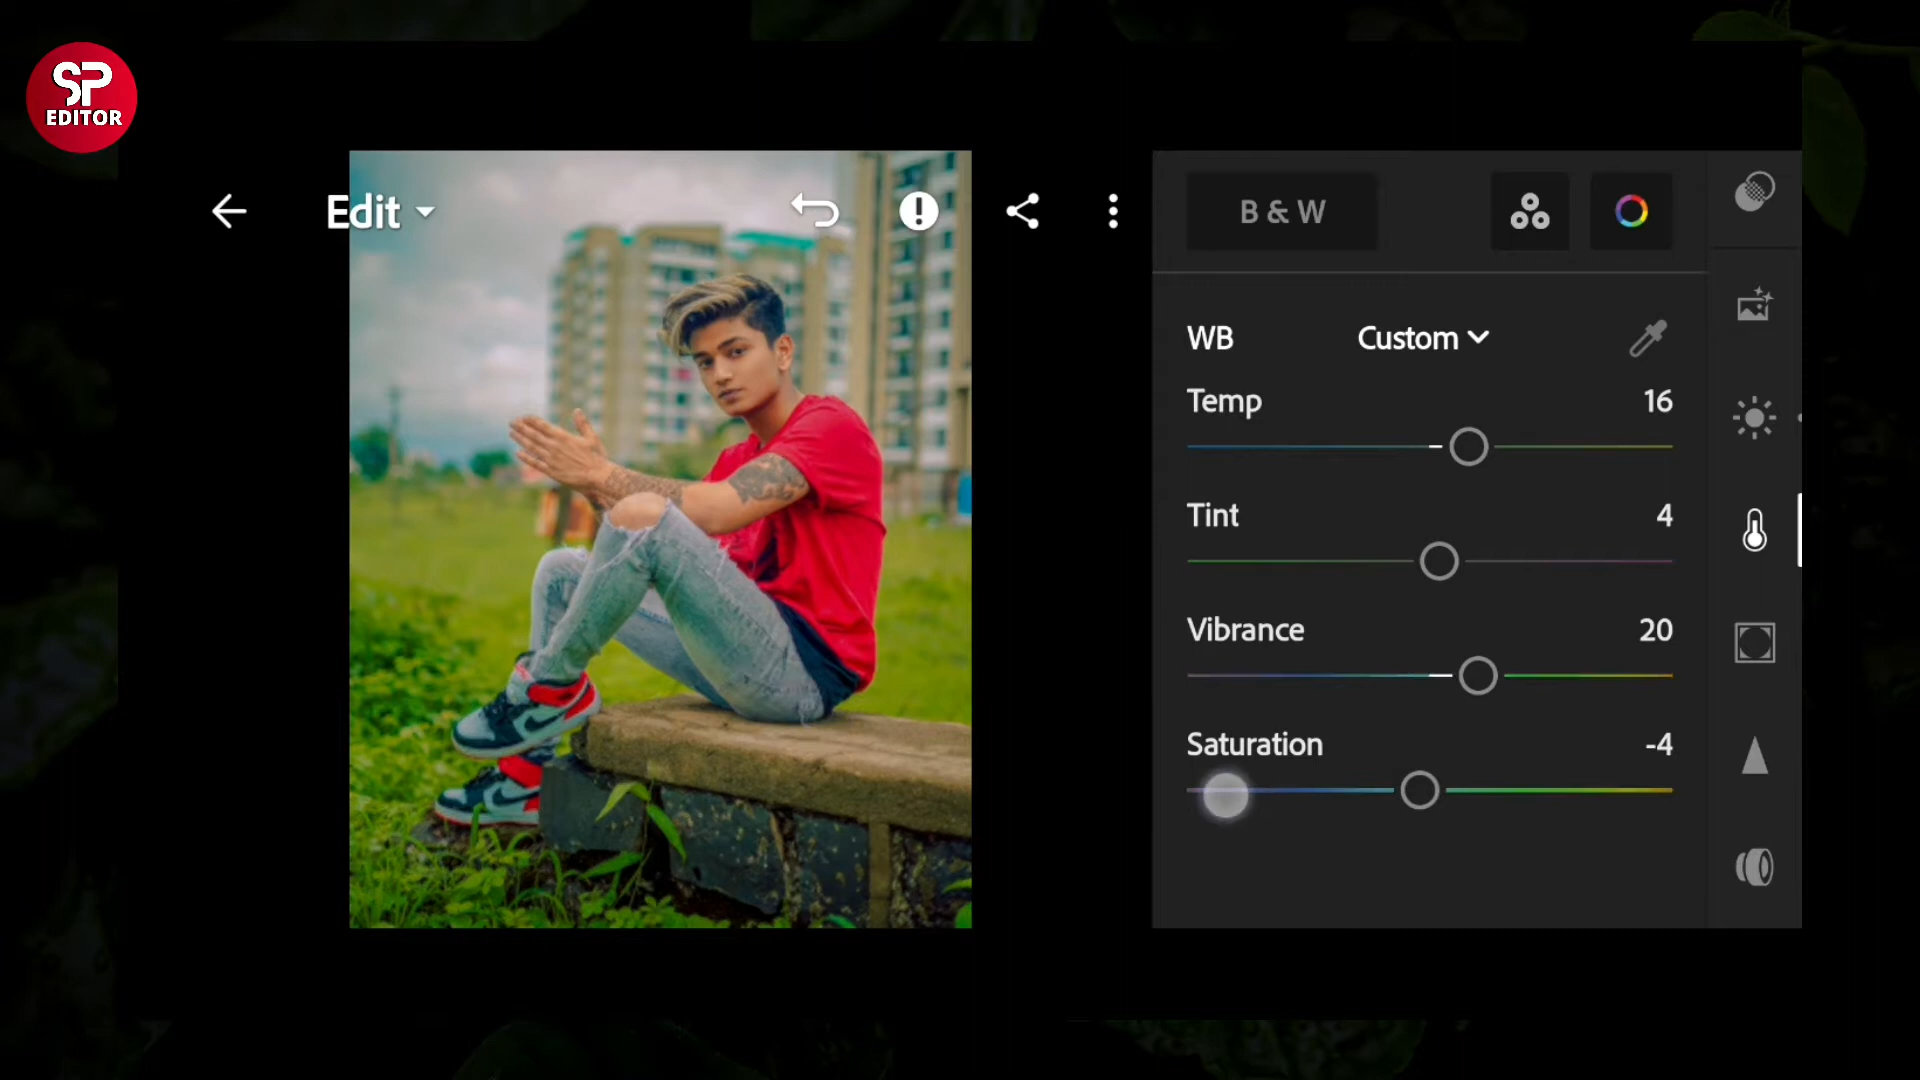 SP
EDITOR
Edit
B & W
WB Custom
Temp 16
Tint 4
Vibrance 20
Saturation -4